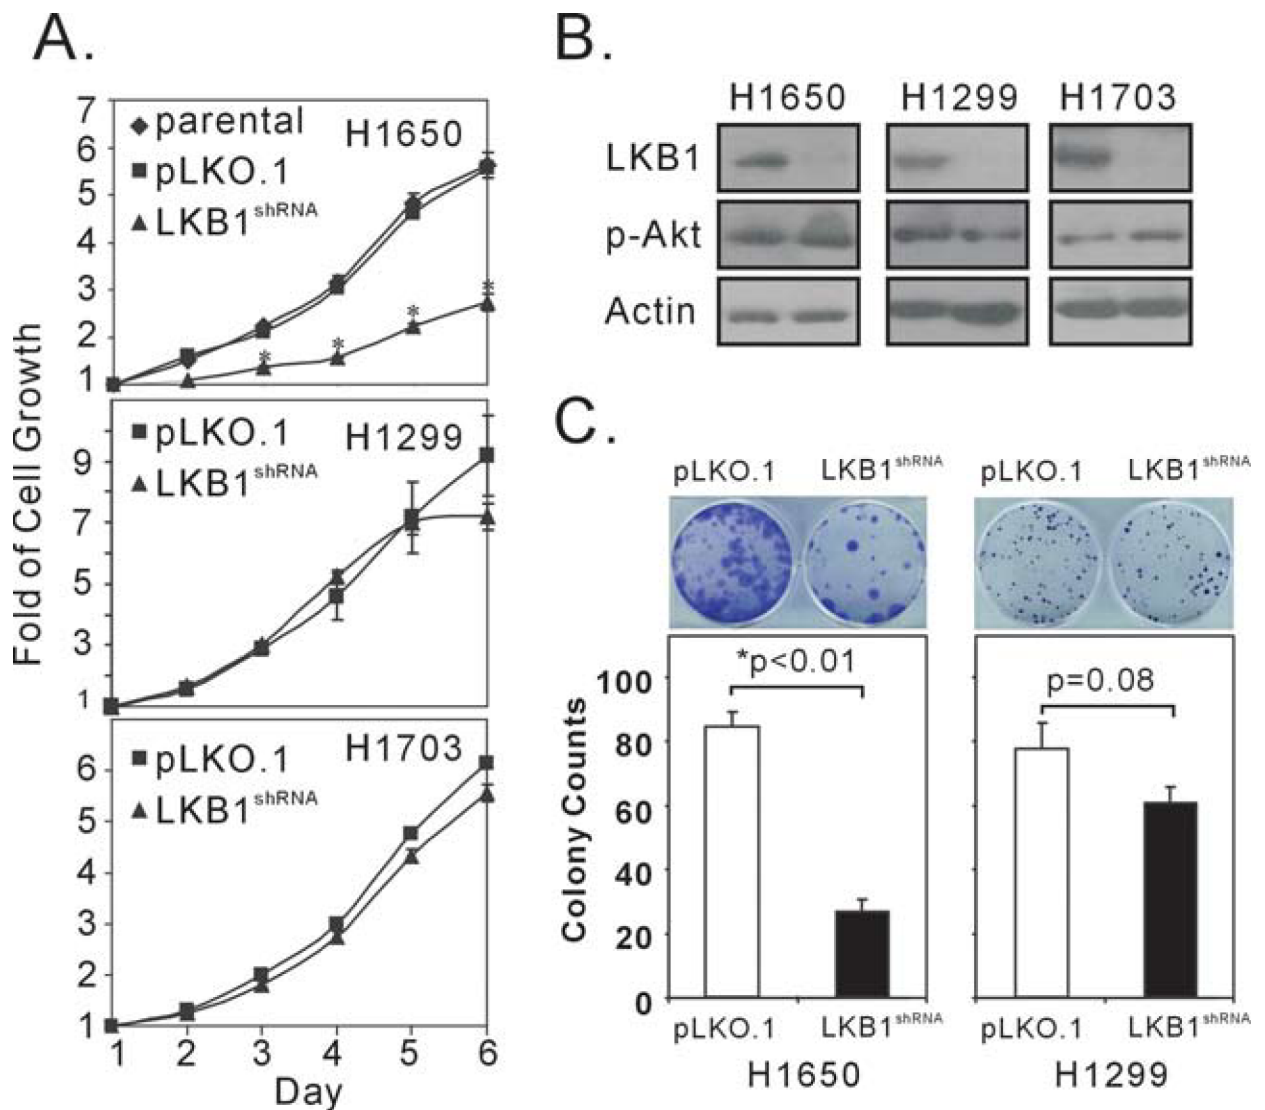 A.
Fold of Cell Growth
7
6
5
4
3
2
1
parental
pLKO.1
LKB1shRNA
H1650
*
*
*
*
9
7
5
3
1
pLKO.1
LKB1shRNA
H1299
6
5
4
3
2
1
pLKO.1
LKB1shRNA
H1703
1 2 3 4 5 6
Day
B.
H1650 H1299 H1703
LKB1
p-Akt
Actin
C.
pLKO.1 LKB1shRNA pLKO.1 LKB1shRNA
Colony Counts
100
80
60
40
20
0
*p<0.01
p=0.08
pLKO.1 LKB1shRNA pLKO.1 LKB1shRNA
H1650 H1299